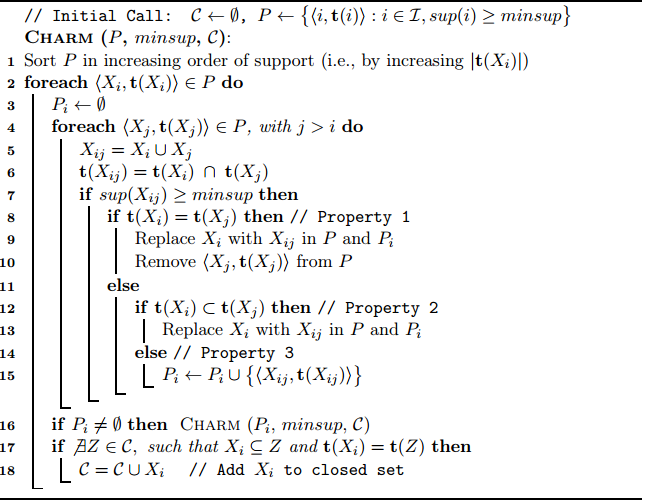 // Initial Call: 𝒞 ← ∅, P ← {⟨i, t(i)⟩ : i ∈ ℐ, sup(i) ≥ minsup}
CHARM (P, minsup, 𝒞):
1 Sort P in increasing order of support (i.e., by increasing |t(Xᵢ)|)
2 foreach ⟨Xᵢ, t(Xᵢ)⟩ ∈ P do
3 Pᵢ ← ∅
4 foreach ⟨Xⱼ, t(Xⱼ)⟩ ∈ P, with j > i do
5 Xᵢⱼ = Xᵢ ∪ Xⱼ
6 t(Xᵢⱼ) = t(Xᵢ) ∩ t(Xⱼ)
7 if sup(Xᵢⱼ) ≥ minsup then
8 if t(Xᵢ) = t(Xⱼ) then // Property 1
9 Replace Xᵢ with Xᵢⱼ in P and Pᵢ
10 Remove ⟨Xⱼ, t(Xⱼ)⟩ from P
11 else
12 if t(Xᵢ) ⊂ t(Xⱼ) then // Property 2
13 Replace Xᵢ with Xᵢⱼ in P and Pᵢ
14 else // Property 3
15 Pᵢ ← Pᵢ ∪ {⟨Xᵢⱼ, t(Xᵢⱼ)⟩}
16 if Pᵢ ≠ ∅ then CHARM (Pᵢ, minsup, 𝒞)
17 if ∄Z ∈ 𝒞, such that Xᵢ ⊆ Z and t(Xᵢ) = t(Z) then
18 𝒞 = 𝒞 ∪ Xᵢ // Add Xᵢ to closed set